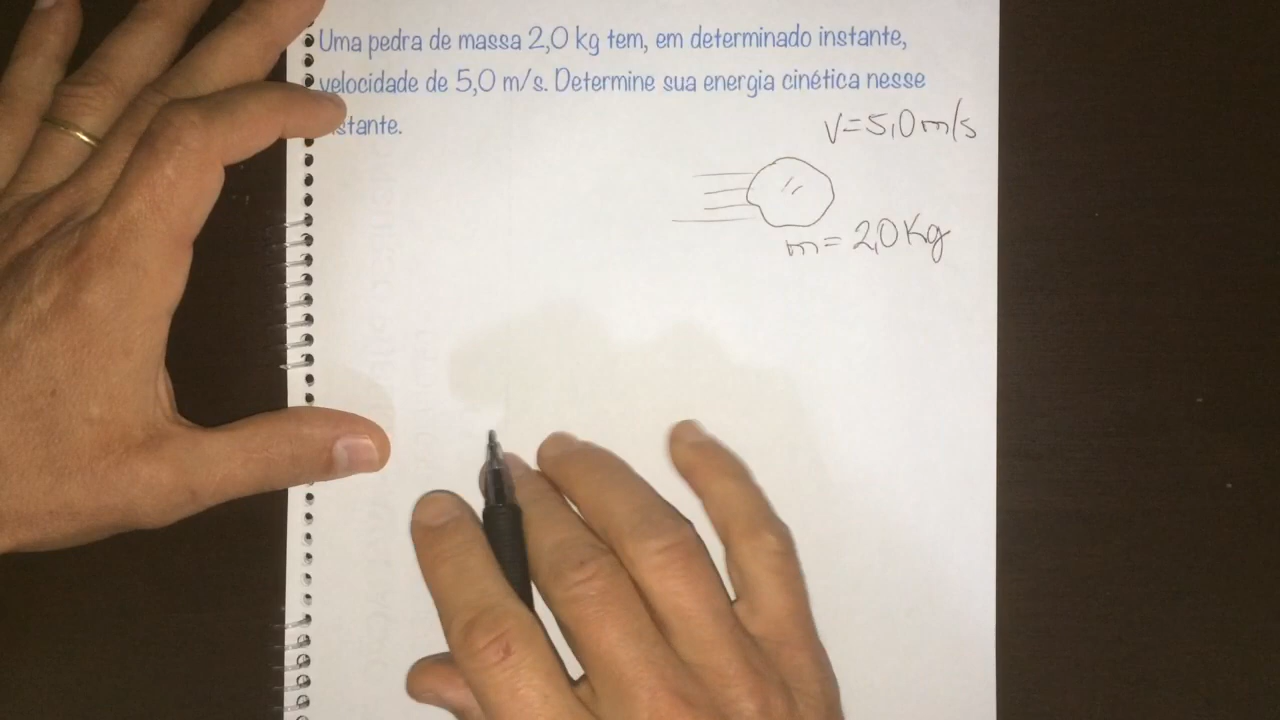 Uma pedra de massa 2,0 kg tem, em determinado instante,
velocidade de 5,0 m/s. Determine sua energia cinética nesse
stante.
V=5,0m/s
m=2,0Kg